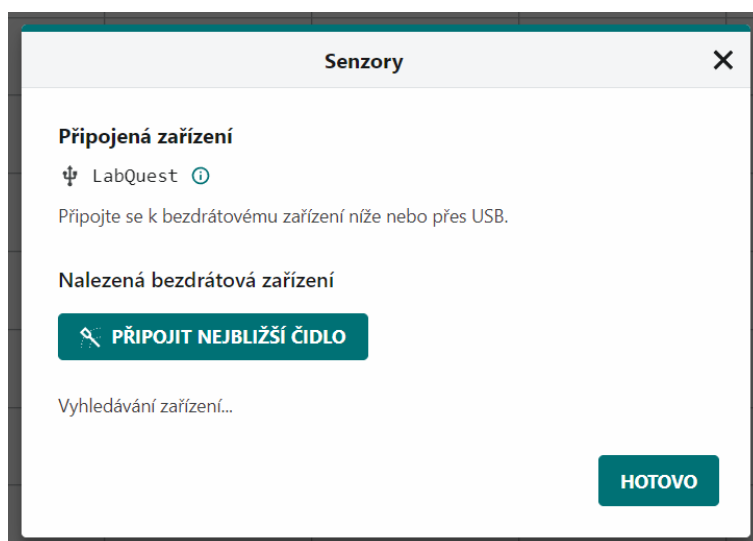 Senzory
Připojená zařízení
LabQuest
Připojte se k bezdrátovému zařízení níže nebo přes USB.
Nalezená bezdrátová zařízení
PŘIPOJIT NEJBLIŽŠÍ ČIDLO
Vyhledávání zařízení...
HOTOVO